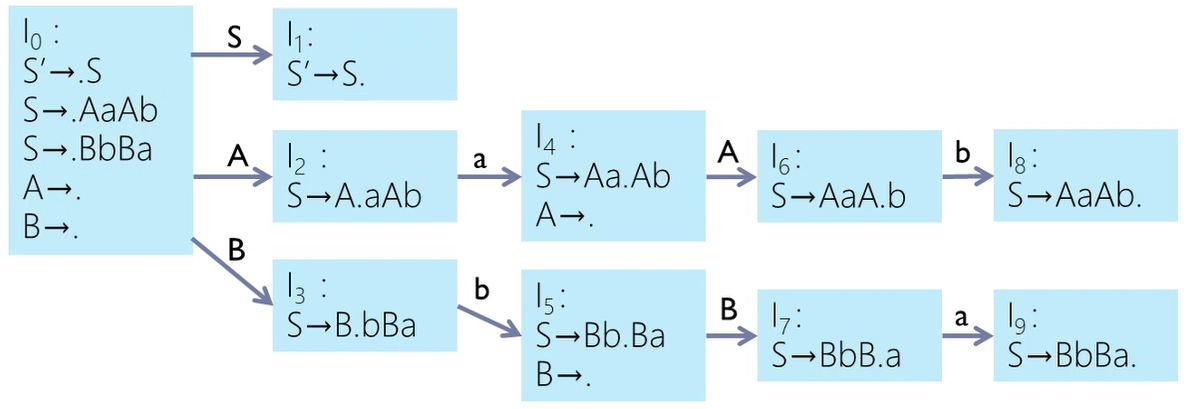 I₀ :
S′→.S
S→.AaAb
S→.BbBa
A→.
B→.
S
I₁:
S′→S.
A
I₂ :
S→A.aAb
a
I₄ :
S→Aa.Ab
A→.
A
I₆ :
S→AaA.b
b
I₈:
S→AaAb.
B
I₃ :
S→B.bBa
b
I₅:
S→Bb.Ba
B→.
B
I₇:
S→BbB.a
a
I₉:
S→BbBa.